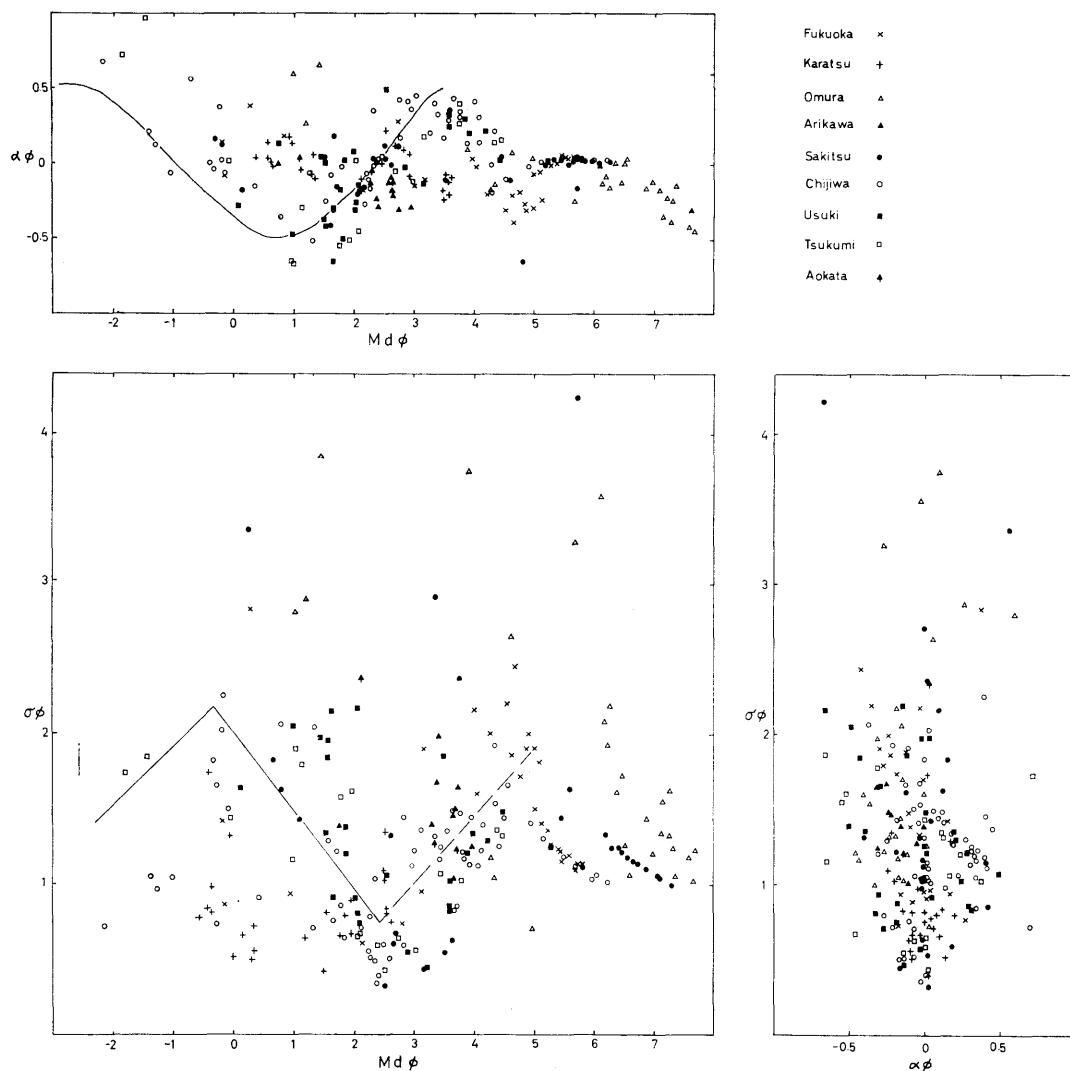 0.5
0
-0.5
αφ
-2
-1
0
1
2
3
4
5
6
7
Mdφ
Fukuoka ×
Karatsu +
Omura △
Arikawa ▲
Sakitsu ●
Chijiwa ○
Usuki ■
Tsukumi □
Aokata
4
3
2
1
σφ
-2
-1
0
1
2
3
4
5
6
7
Mdφ
4
3
2
1
σφ
-0.5
0
0.5
αφ